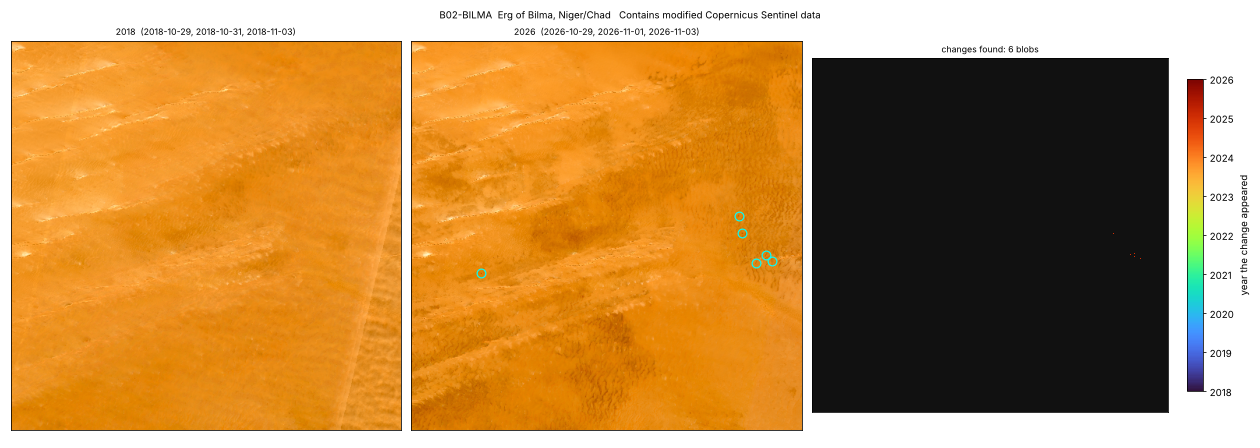 B02-BILMA  Erg of Bilma, Niger/Chad   Contains modified Copernicus Sentinel data
2018  (2018-10-29, 2018-10-31, 2018-11-03)
2026  (2026-10-29, 2026-11-01, 2026-11-03)
changes found: 6 blobs
2026
2025
2024
2023
2022
2021
2020
2019
2018
year the change appeared